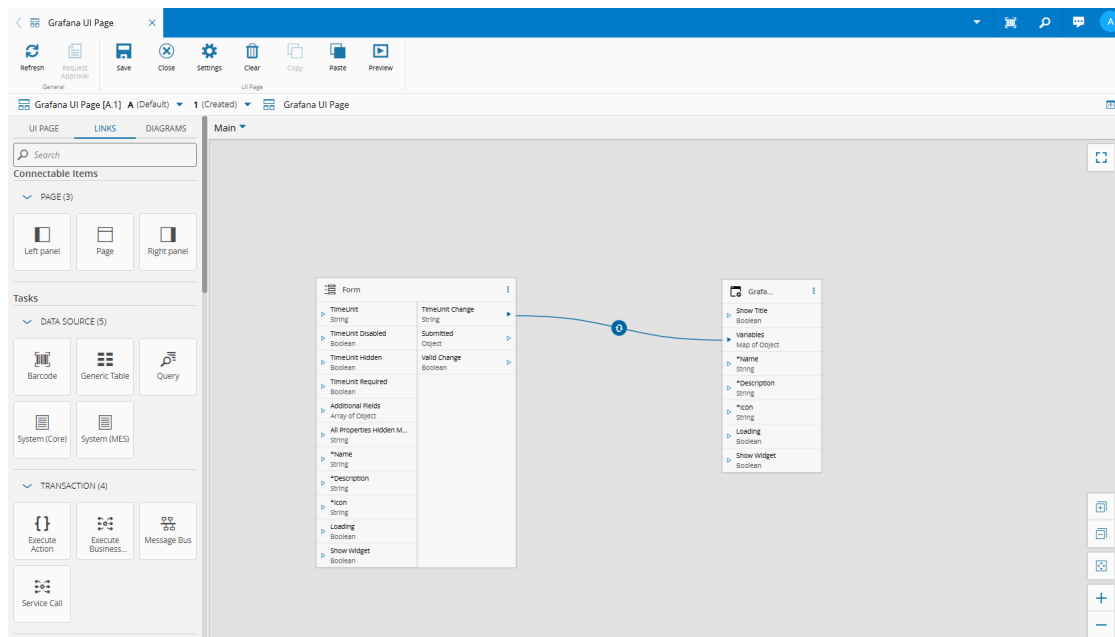 Grafana UI Page
A
Refresh
Request
Approval
Save
Close
Settings
Clear
Copy
Paste
Preview
General
UI Page
Grafana UI Page [A.1] A (Default) 1 (Created) Grafana UI Page
UI PAGE LINKS DIAGRAMS
Main
Search
Connectable Items
PAGE (3)
Left panel
Page
Right panel
Tasks
DATA SOURCE (5)
Barcode
Generic Table
Query
System (Core)
System (MES)
TRANSACTION (4)
{ }
Execute
Action
Execute
Business...
Message Bus
Service Call
Form
TimeUnit
String
TimeUnit Disabled
Boolean
TimeUnit Hidden
Boolean
TimeUnit Required
Boolean
Additional Fields
Array of Object
All Properties Hidden M...
String
*Name
String
*Description
String
*Icon
String
Loading
Boolean
Show Widget
Boolean
TimeUnit Change
String
Submitted
Object
Valid Change
Boolean
Grafa...
Show Title
Boolean
Variables
Map of Object
*Name
String
*Description
String
*Icon
String
Loading
Boolean
Show Widget
Boolean